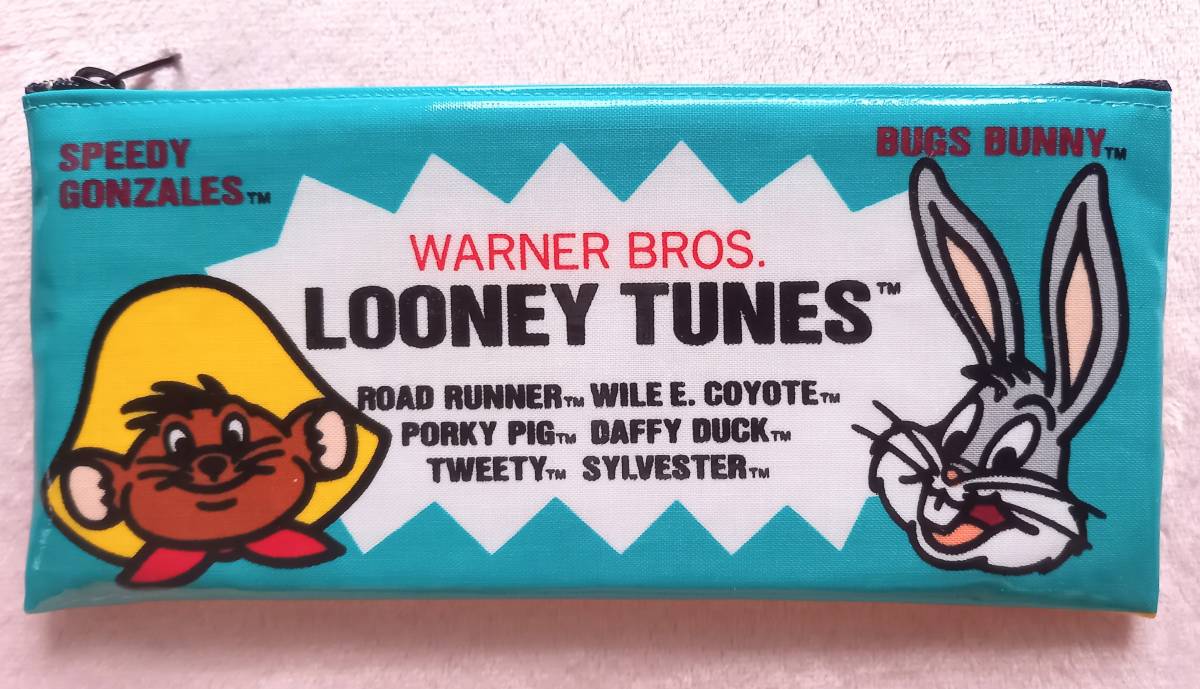 SPEEDY
GONZALES™
BUGS BUNNY™
WARNER BROS.
LOONEY TUNES™
ROAD RUNNER™ WILE E. COYOTE™
PORKY PIG™ DAFFY DUCK™
TWEETY™ SYLVESTER™